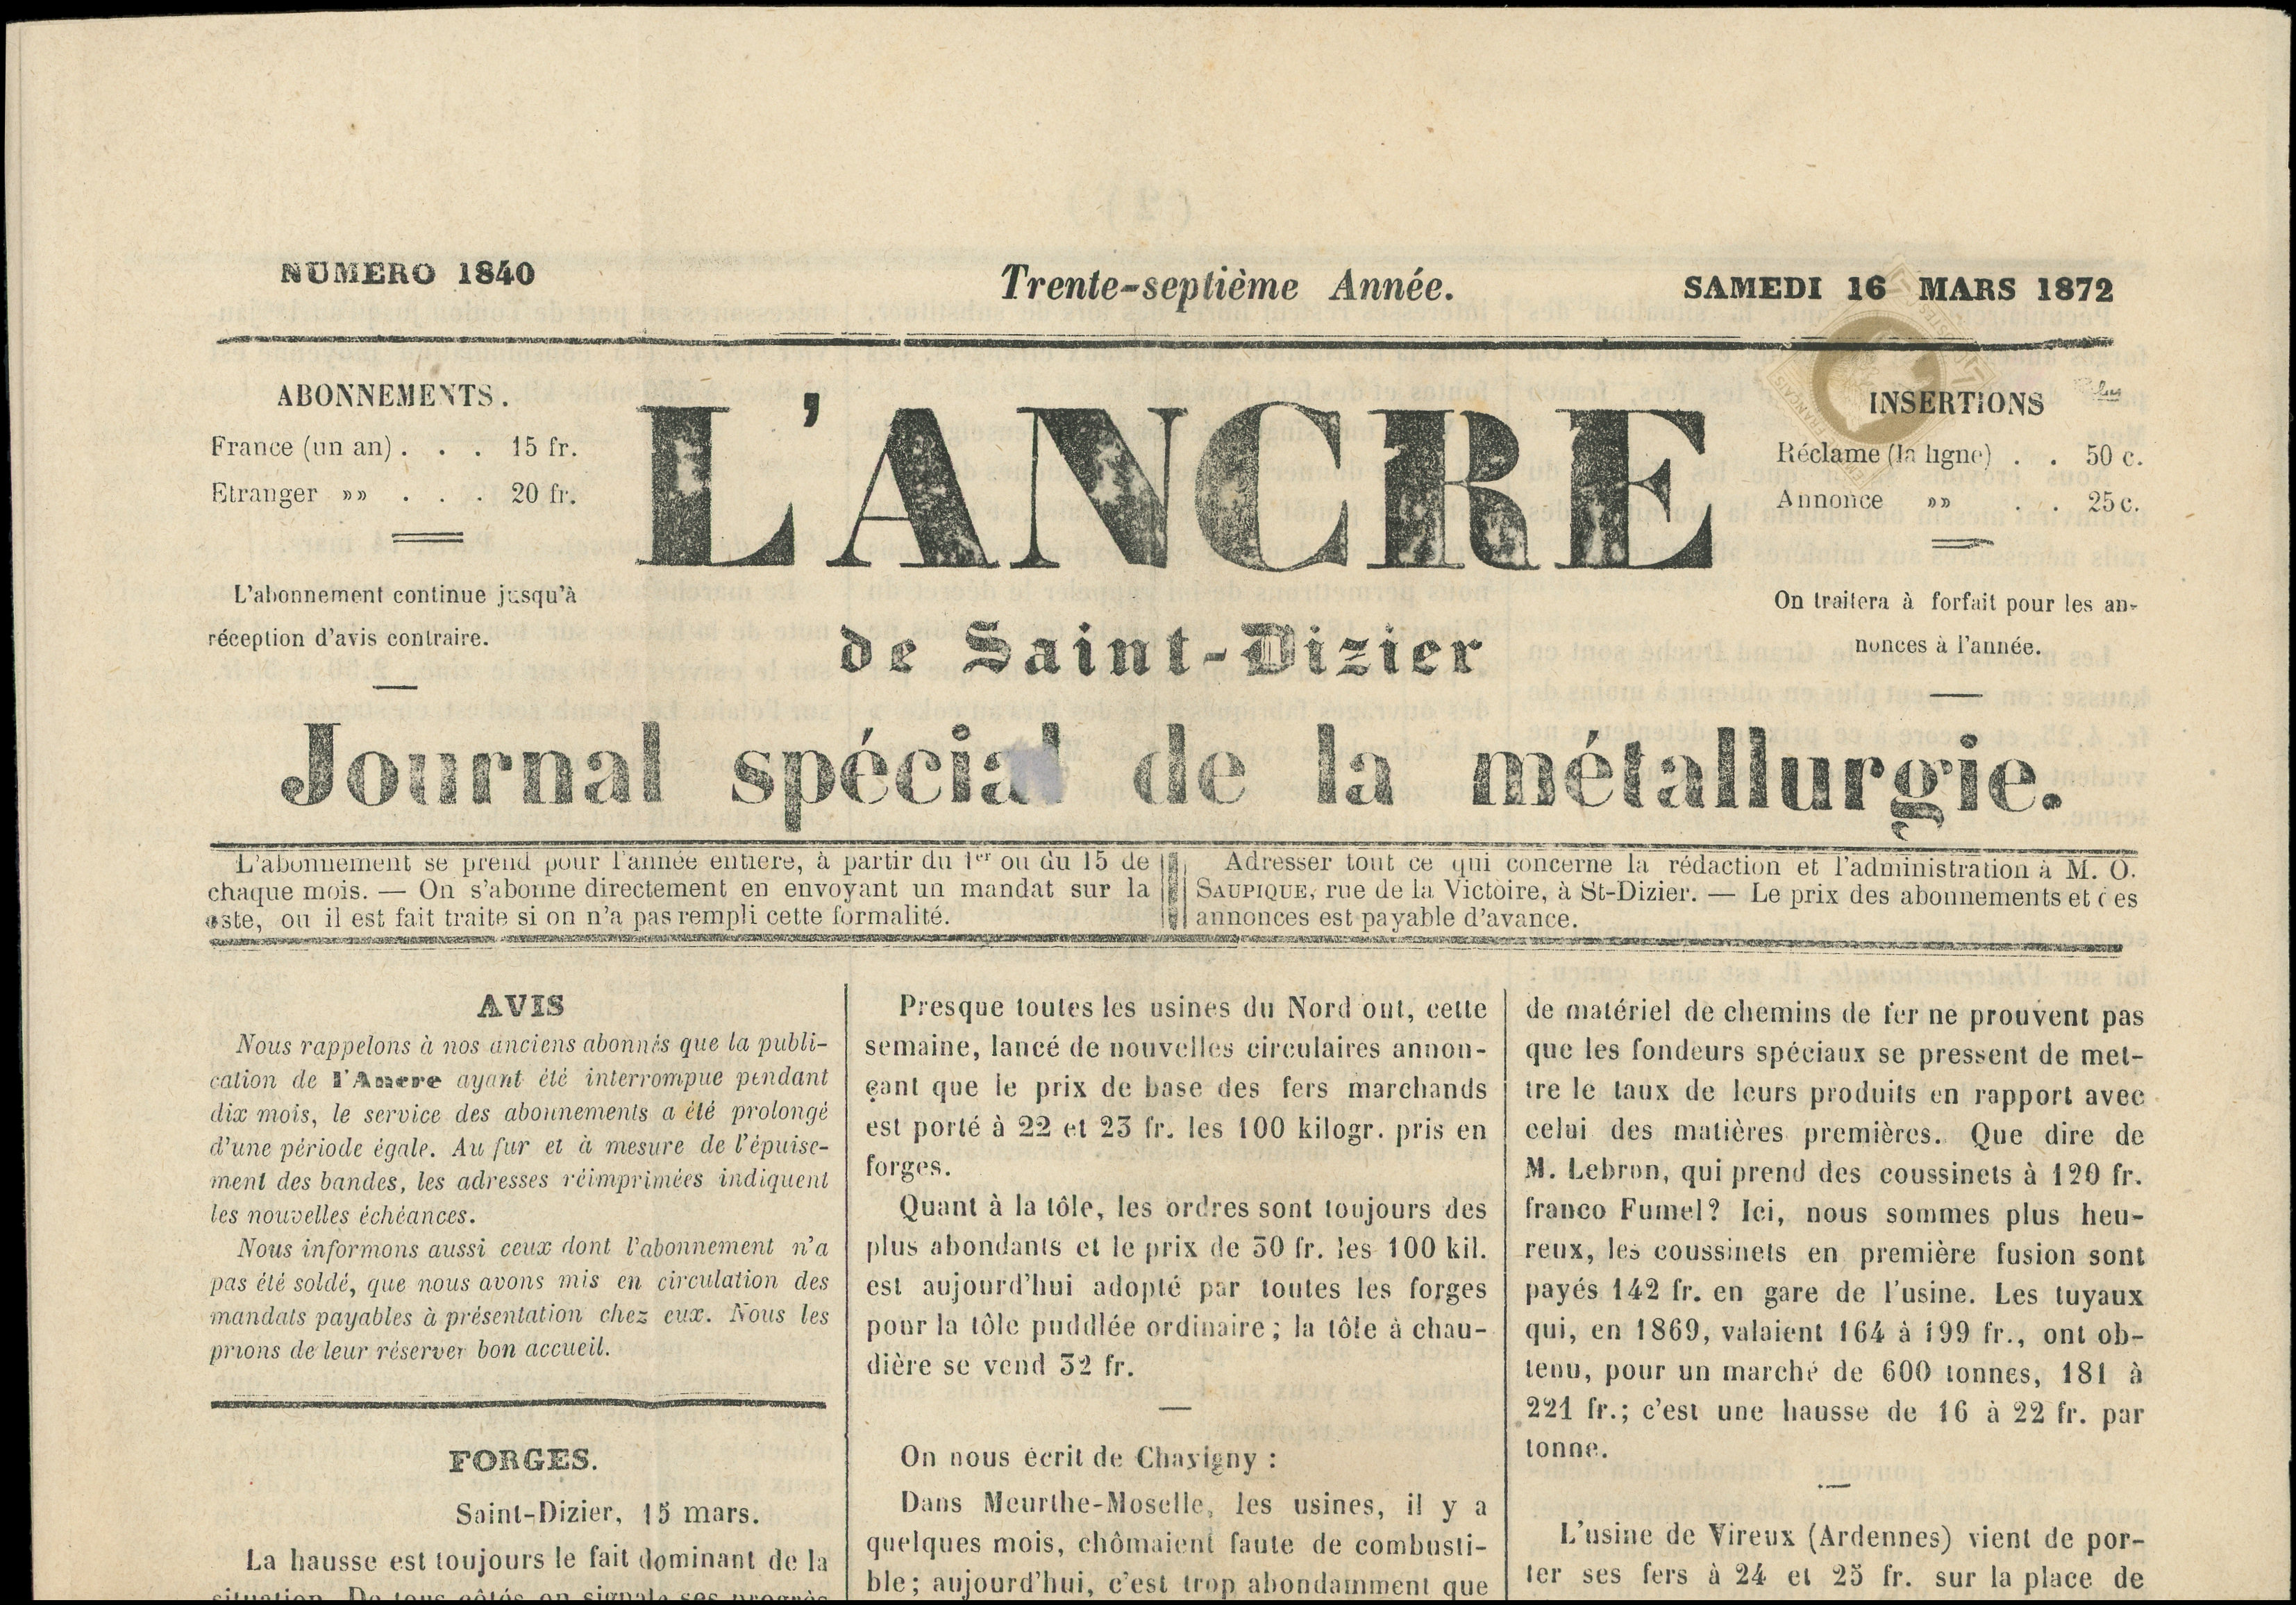 NUMERO 1840
Trente-septième Année.
SAMEDI 16 MARS 1872
ABONNEMENTS.
France (un an) . . . 15 fr.
Etranger »» . . . 20 fr.
L'abonnement continue jusqu'à
réception d'avis contraire.
L'ANCRE
de Saint-Dizier
INSERTIONS
Réclame (la ligne) . . 50 c.
Annonce »» . . 25 c.
On traitera à forfait pour les an-
nonces à l'année.
Journal spécial de la métallurgie.
L'abonnement se prend pour l'année entière, à partir du 1er ou du 15 de
chaque mois. — On s'abonne directement en envoyant un mandat sur la
oste, ou il est fait traite si on n'a pas rempli cette formalité.
Adresser tout ce qui concerne la rédaction et l'administration à M. O.
SAUPIQUE, rue de la Victoire, à St-Dizier. — Le prix des abonnements et des
annonces est payable d'avance.
AVIS
Nous rappelons à nos anciens abonnés que la publi-
cation de l'Ancre ayant été interrompue pendant
dix mois, le service des abonnements a été prolongé
d'une période égale. Au fur et à mesure de l'épuise-
ment des bandes, les adresses réimprimées indiquent
les nouvelles échéances.
Nous informons aussi ceux dont l'abonnement n'a
pas été soldé, que nous avons mis en circulation des
mandats payables à présentation chez eux. Nous les
prions de leur réserver bon accueil.
FORGES.
Saint-Dizier, 15 mars.
La hausse est toujours le fait dominant de la
situation. De tous côtés on signale ses progrès
Presque toutes les usines du Nord ont, cette
semaine, lancé de nouvelles circulaires annon-
çant que le prix de base des fers marchands
est porté à 22 et 23 fr. les 100 kilogr. pris en
forges.
Quant à la tôle, les ordres sont toujours des
plus abondants et le prix de 30 fr. les 100 kil.
est aujourd'hui adopté par toutes les forges
pour la tôle puddlée ordinaire; la tôle à chau-
dière se vend 32 fr.
On nous écrit de Chavigny :
Dans Meurthe-Moselle, les usines, il y a
quelques mois, chômaient faute de combusti-
ble; aujourd'hui, c'est trop abondamment que
de matériel de chemins de fer ne prouvent pas
que les fondeurs spéciaux se pressent de met-
tre le taux de leurs produits en rapport avec
celui des matières premières. Que dire de
M. Lebrun, qui prend des coussinets à 120 fr.
franco Fumel? Ici, nous sommes plus heu-
reux, les coussinets en première fusion sont
payés 142 fr. en gare de l'usine. Les tuyaux
qui, en 1869, valaient 164 à 199 fr., ont ob-
tenu, pour un marché de 600 tonnes, 181 à
221 fr.; c'est une hausse de 16 à 22 fr. par
tonne.
L'usine de Vireux (Ardennes) vient de por-
ter ses fers à 24 et 25 fr. sur la place de